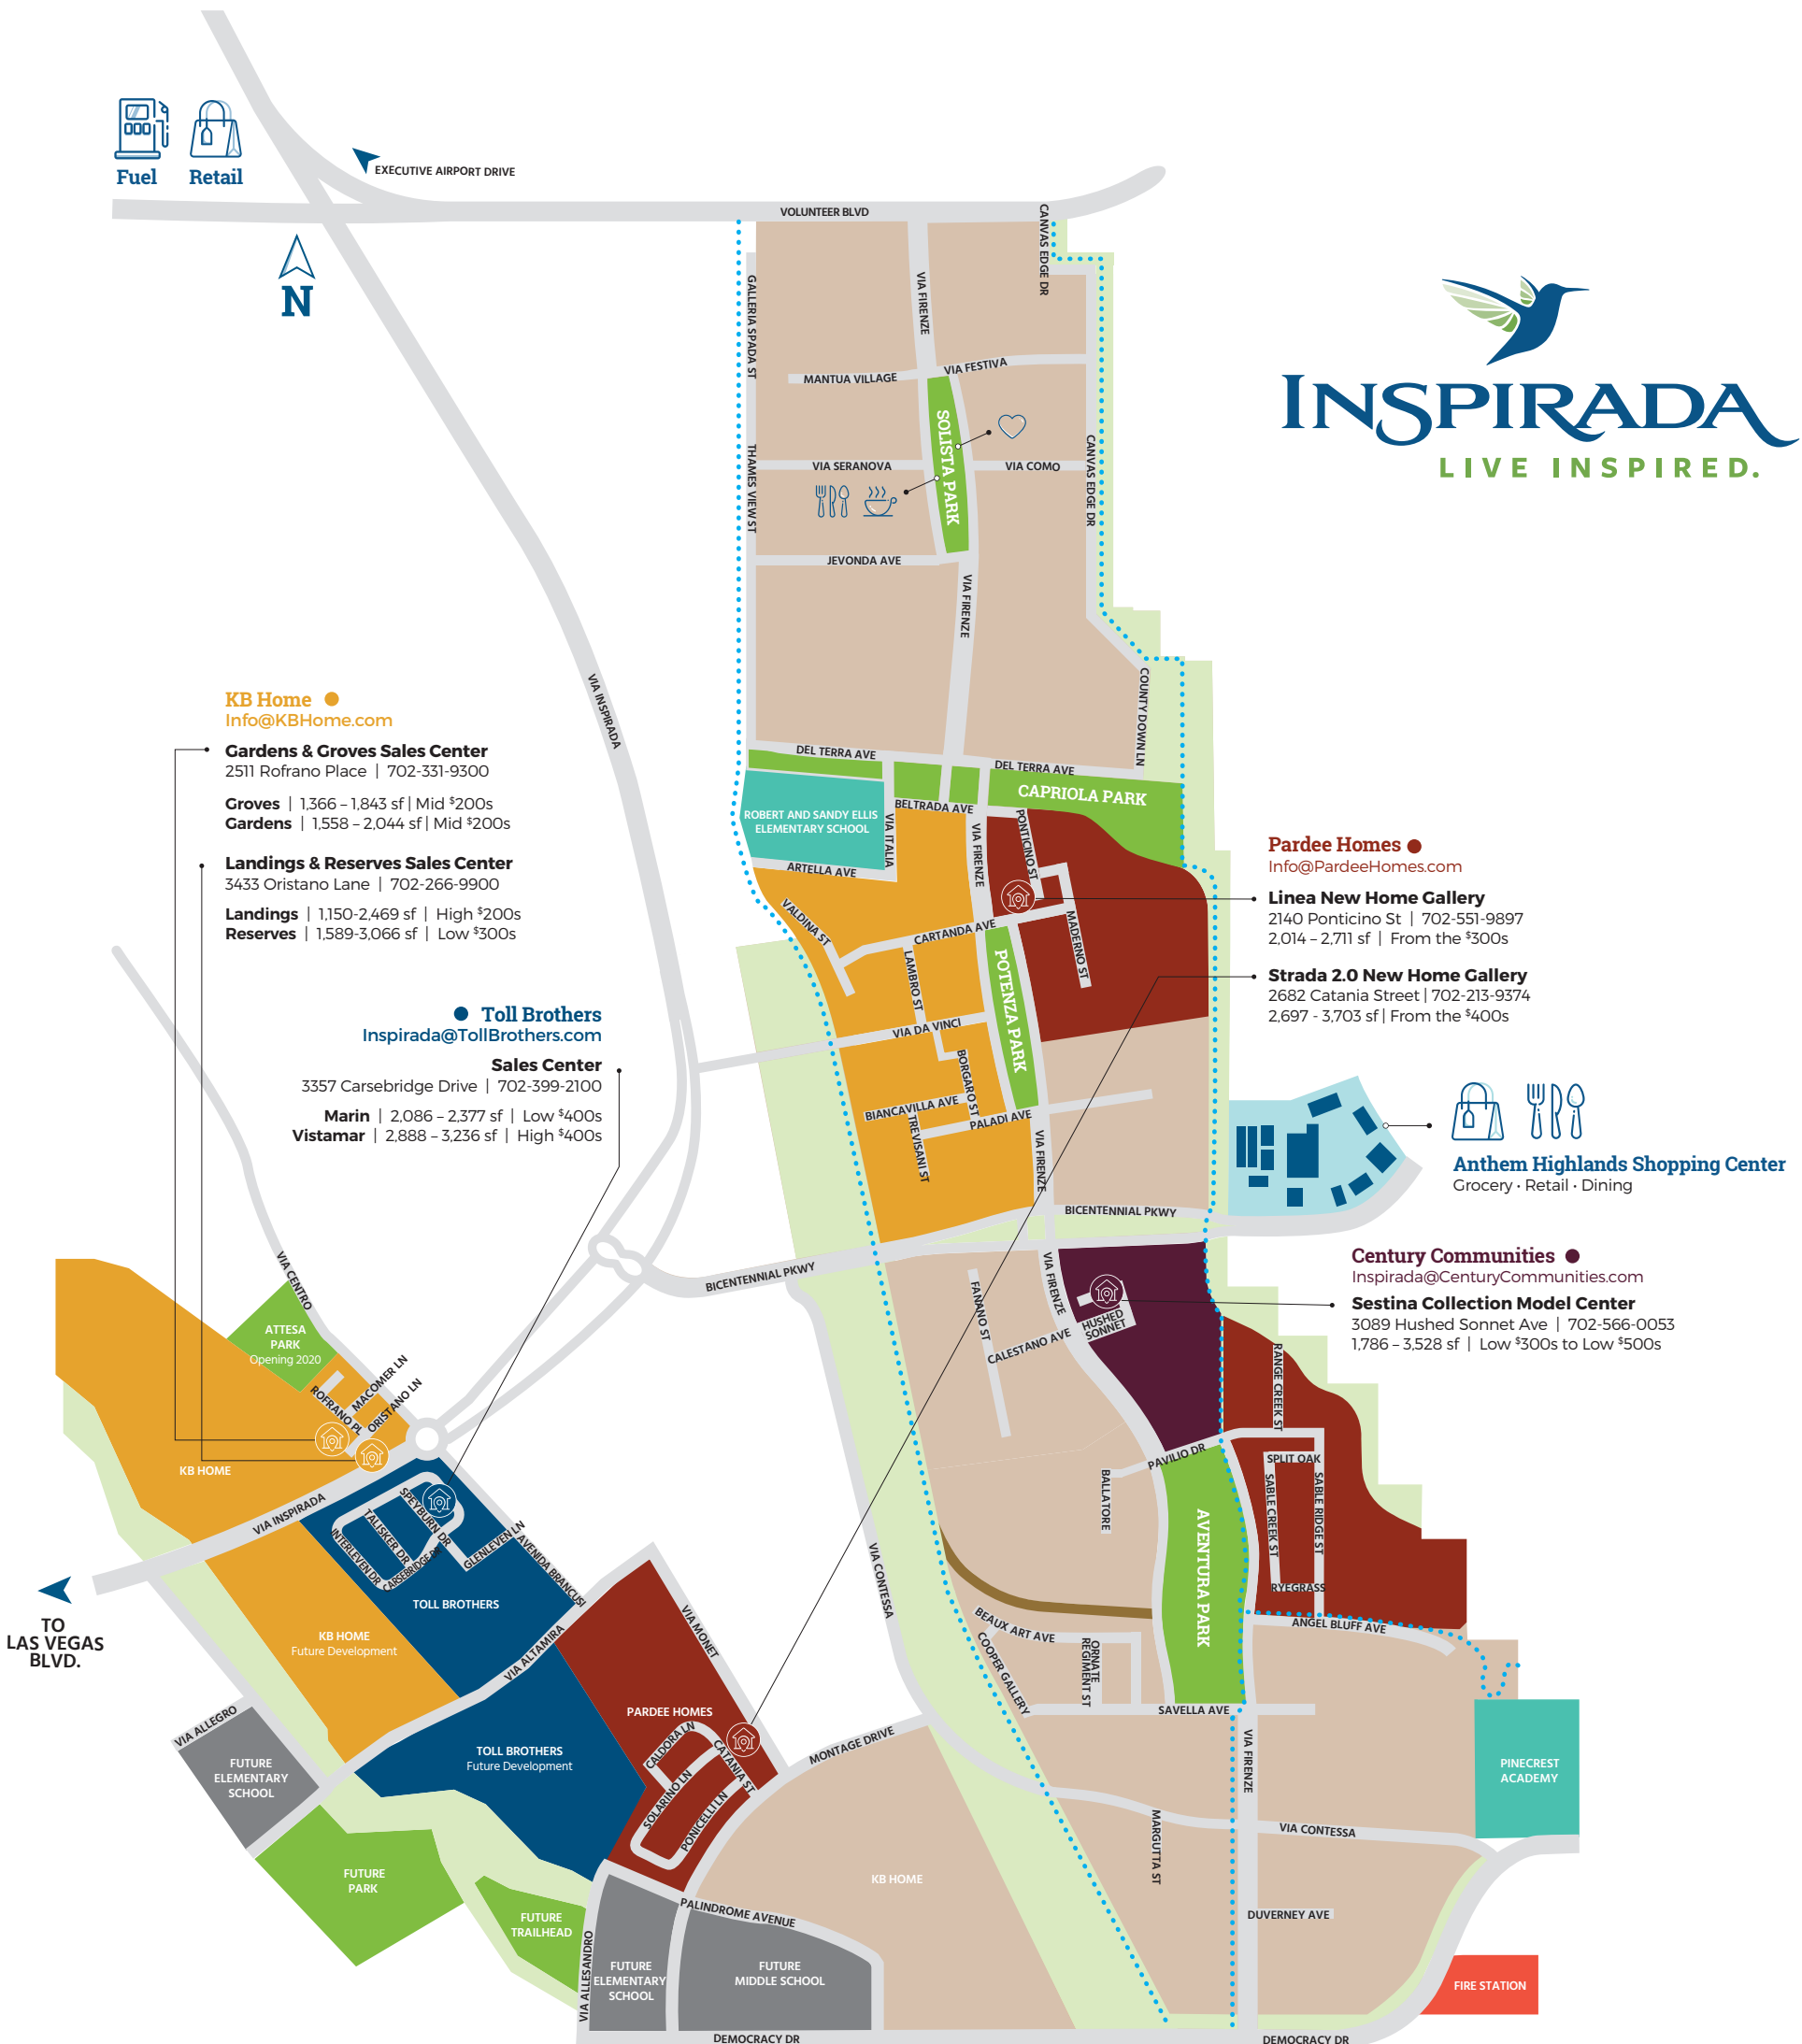 Fuel
Retail
EXECUTIVE AIRPORT DRIVE
N
VOLUNTEER BLVD
CANVAS EDGE DR
GALLERIA SPADA ST
VIA FIRENZE
MANTUA VILLAGE
VIA FESTIVA
SOLISTA PARK
THAMES VIEW ST
VIA SERANOVA
VIA COMO
CANVAS EDGE DR
JEVONDA AVE
VIA FIRENZE
INSPIRADA
LIVE INSPIRED.
VIA INSPIRADA
COUNTY DOWN LN
DEL TERRA AVE
DEL TERRA AVE
CAPRIOLA PARK
BELTRADA AVE
ROBERT AND SANDY ELLIS
ELEMENTARY SCHOOL
VIA ITALIA
VIA FIRENZE
PONTICINO ST
ARTELLA AVE
VALDINA ST
CARTANDA AVE
MADERNO ST
LAMBRO ST
POTENZA PARK
VIA DA VINCI
BORGARO ST
BIANCAVILLA AVE
PALADI AVE
TREVISANI ST
VIA FIRENZE
BICENTENNIAL PKWY
BICENTENNIAL PKWY
KB Home
Info@KBHome.com
Gardens & Groves Sales Center
2511 Rofrano Place | 702-331-9300
Groves | 1,366 – 1,843 sf | Mid $200s
Gardens | 1,558 – 2,044 sf | Mid $200s
Landings & Reserves Sales Center
3433 Oristano Lane | 702-266-9900
Landings | 1,150-2,469 sf | High $200s
Reserves | 1,589-3,066 sf | Low $300s
Toll Brothers
Inspirada@TollBrothers.com
Sales Center
3357 Carsebridge Drive | 702-399-2100
Marin | 2,086 – 2,377 sf | Low $400s
Vistamar | 2,888 – 3,236 sf | High $400s
Pardee Homes
Info@PardeeHomes.com
Linea New Home Gallery
2140 Ponticino St | 702-551-9897
2,014 – 2,711 sf | From the $300s
Strada 2.0 New Home Gallery
2682 Catania Street | 702-213-9374
2,697 - 3,703 sf | From the $400s
Anthem Highlands Shopping Center
Grocery · Retail · Dining
Century Communities
Inspirada@CenturyCommunities.com
Sestina Collection Model Center
3089 Hushed Sonnet Ave | 702-566-0053
1,786 – 3,528 sf | Low $300s to Low $500s
VIA CENTRO
ATTESA
PARK
Opening 2020
MACOMER LN
ROFRANO PL
ORISTANO LN
KB HOME
VIA INSPIRADA
SPEYBURN DR
TALISKER DR
INTERLEVEN DR
CARSEBRIDGE DR
GLENLEVEN LN
AVENIDA BRANCUSI
TOLL BROTHERS
TO
LAS VEGAS
BLVD.
KB HOME
Future Development
VIA ALTAMIRA
VIA MONET
PARDEE HOMES
CALDORA LN
CATANIA ST
SOLARINO LN
PONICELLI LN
TOLL BROTHERS
Future Development
VIA ALLEGRO
FUTURE
ELEMENTARY
SCHOOL
FUTURE
PARK
FUTURE
TRAILHEAD
VIA ALLESANDRO
FUTURE
ELEMENTARY
SCHOOL
PALINDROME AVENUE
FUTURE
MIDDLE SCHOOL
MONTAGE DRIVE
KB HOME
DEMOCRACY DR
VIA FIRENZE
FANANO ST
CALESTANO AVE
HUSHED
SONNET
RANGE CREEK ST
PAVILIO DR
SPLIT OAK
BALLATORE
SABLE CREEK ST
SABLE RIDGE ST
AVENTURA PARK
RYEGRASS
ANGEL BLUFF AVE
VIA CONTESSA
BEAUX ART AVE
COOPER GALLERY
ORNATE
REGIMENT ST
SAVELLA AVE
VIA FIRENZE
PINECREST
ACADEMY
MARGUTTA ST
VIA CONTESSA
DUVERNEY AVE
FIRE STATION
DEMOCRACY DR